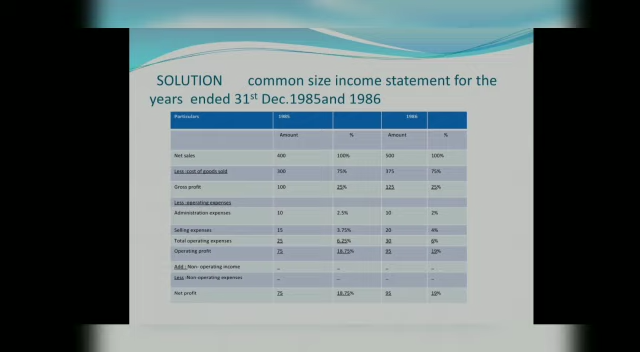 SOLUTION common size income statement for the
years ended 31st Dec.1985and 1986
Particulars 1985 1986
Amount % Amount %
Net sales 400 100% 500 100%
Less :cost of goods sold 300 75% 375 75%
Gross profit 100 25% 125 25%
Less :operating expenses
Administration expenses 10 2.5% 10 2%
Selling expenses 15 3.75% 20 4%
Total operating expenses 25 6.25% 30 6%
Operating profit 75 18.75% 95 19%
Add : Non- operating income _ _ _ _
Less :Non operating expenses _ _ _ _
Net profit 75 18.75% 95 19%